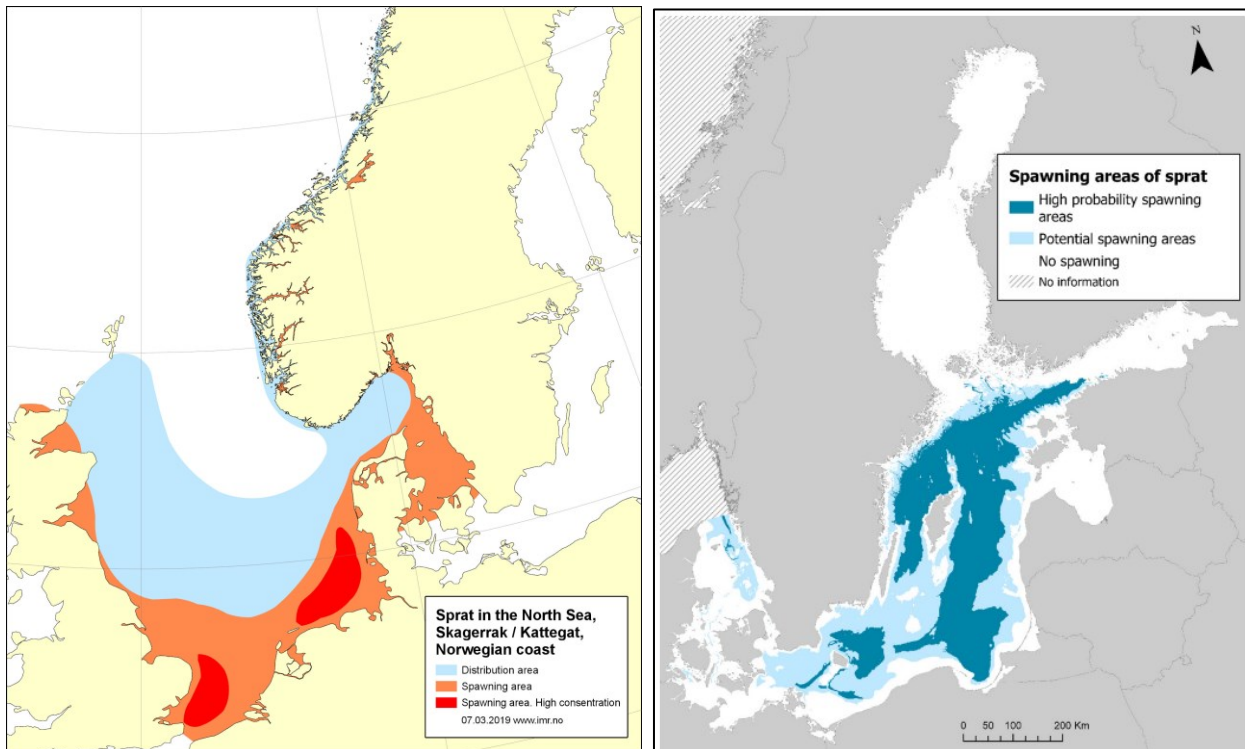 Sprat in the North Sea,
Skagerrak / Kattegat,
Norwegian coast
Distribution area
Spawning area
Spawning area. High consentration
07.03.2019 www.imr.no
N
Spawning areas of sprat
High probability spawning
areas
Potential spawning areas
No spawning
No information
0 50 100 200 Km